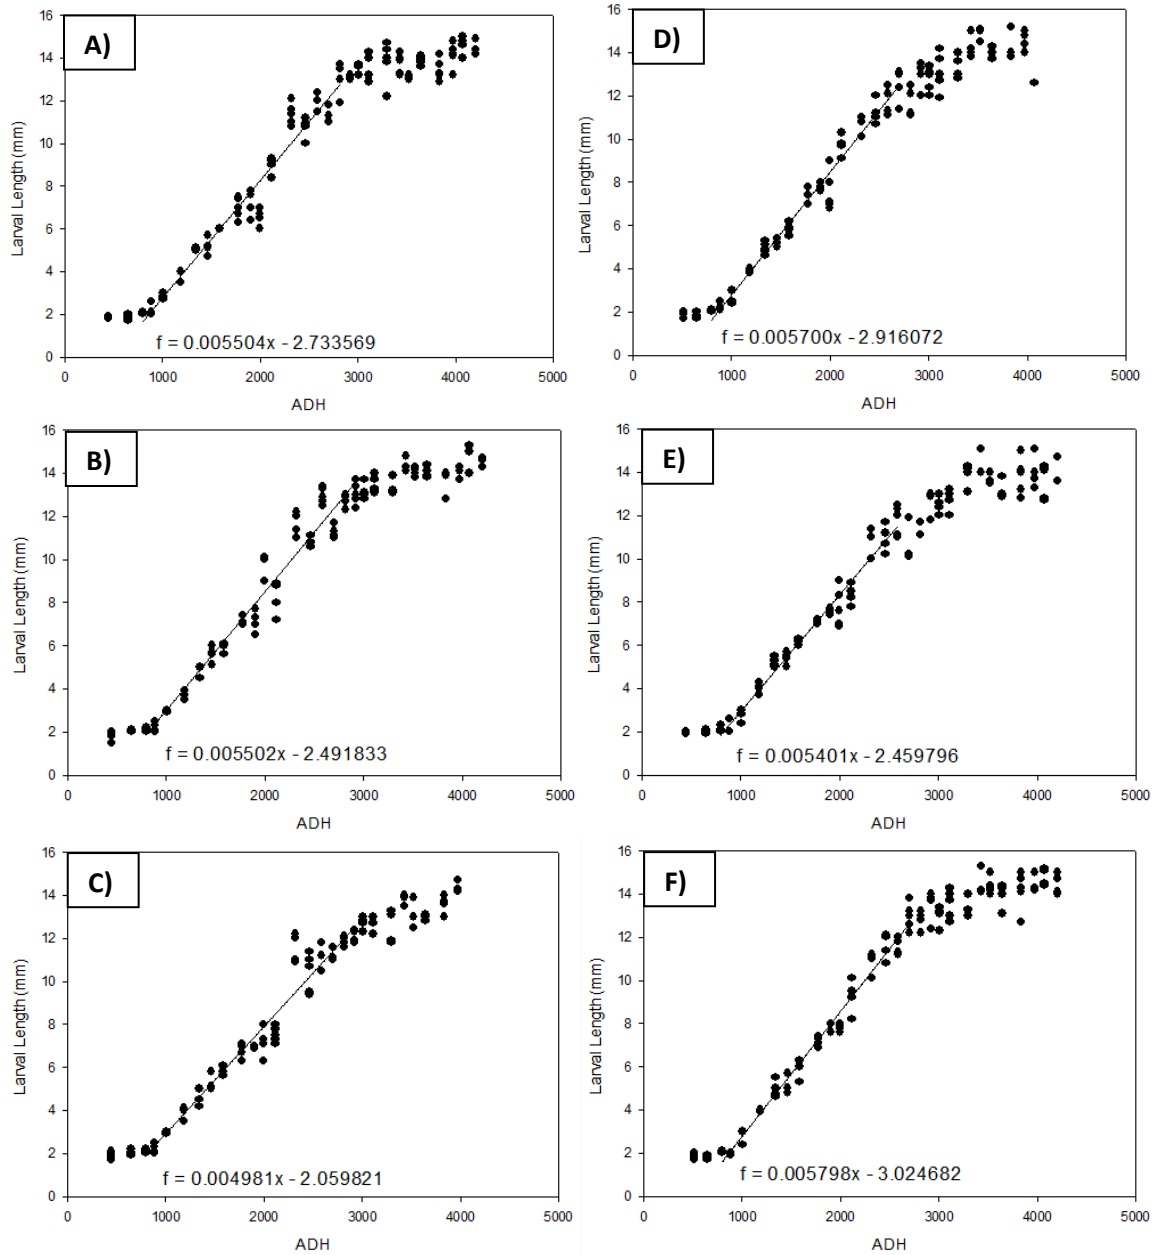 A)
Larval Length (mm)
16
14
12
10
8
6
4
2
0
f = 0.005504x - 2.733569
0 1000 2000 3000 4000 5000
ADH
D)
Larval Length (mm)
16
14
12
10
8
6
4
2
0
f = 0.005700x - 2.916072
0 1000 2000 3000 4000 5000
ADH
B)
Larval Length (mm)
16
14
12
10
8
6
4
2
0
f = 0.005502x - 2.491833
0 1000 2000 3000 4000 5000
ADH
E)
Larval Length (mm)
16
14
12
10
8
6
4
2
0
f = 0.005401x - 2.459796
0 1000 2000 3000 4000 5000
ADH
C)
Larval Length (mm)
16
14
12
10
8
6
4
2
0
f = 0.004981x - 2.059821
0 1000 2000 3000 4000 5000
ADH
F)
Larval Length (mm)
16
14
12
10
8
6
4
2
0
f = 0.005798x - 3.024682
0 1000 2000 3000 4000 5000
ADH